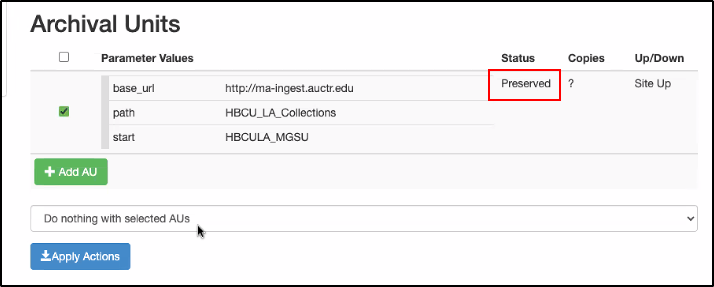 Archival Units
Parameter Values Status Copies Up/Down
base_url http://ma-ingest.auctr.edu Preserved ? Site Up
path HBCU_LA_Collections
start HBCULA_MGSU
Add AU
Do nothing with selected AUs
Apply Actions